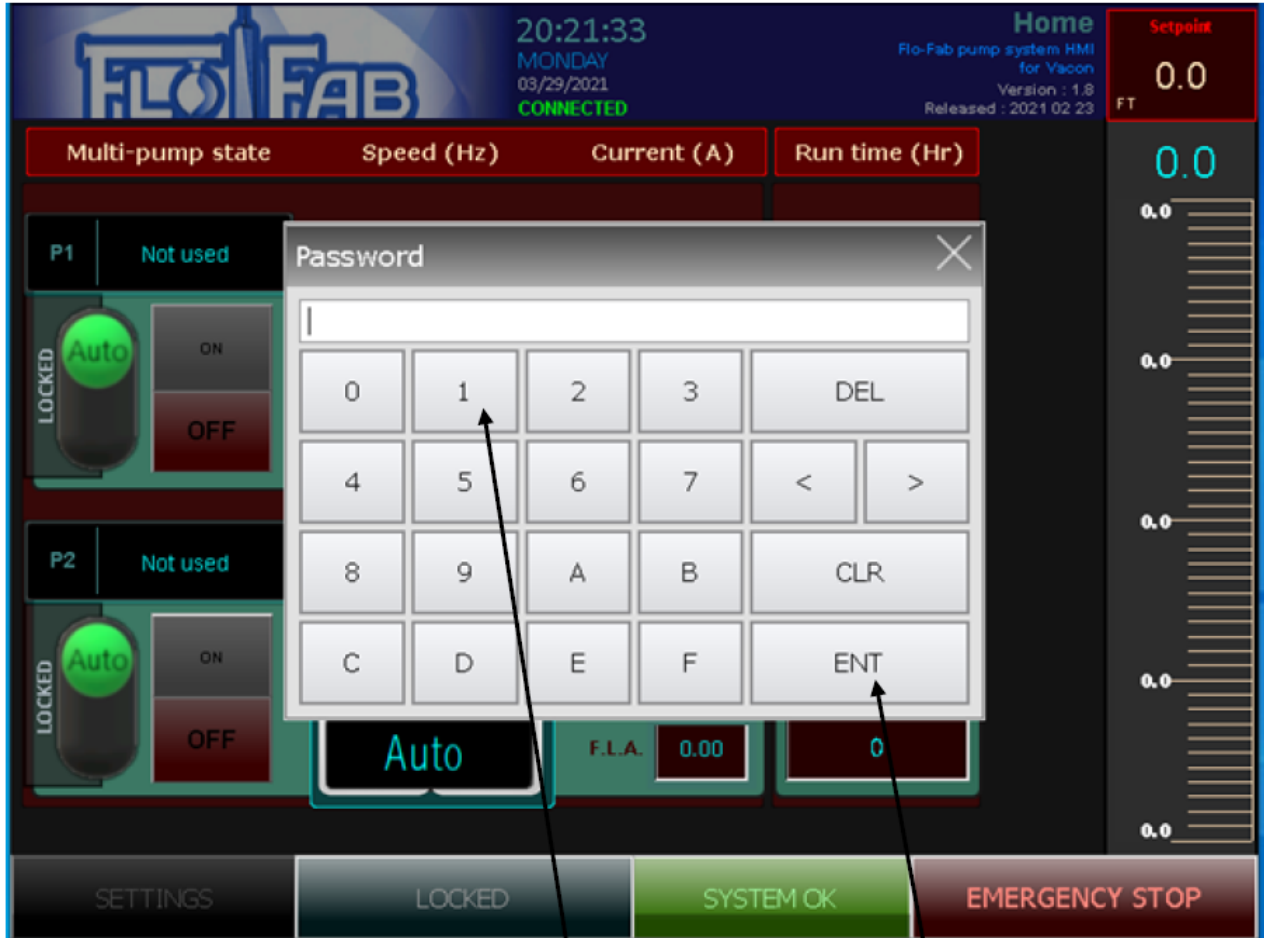 FLO FAB
20:21:33
MONDAY
03/29/2021
CONNECTED
Home
Flo-Fab pump system HMI
for Vacon
Version : 1.8
Released : 2021 02 23
Setpoint
0.0
FT
Multi-pump state
Speed (Hz)
Current (A)
Run time (Hr)
0.0
0.0
P1
Not used
Password
LOCKED
Auto
ON
OFF
0 1 2 3 DEL
0.0
4 5 6 7 < >
0.0
P2
Not used
8 9 A B CLR
LOCKED
Auto
ON
OFF
C D E F ENT
0.0
Auto
F.L.A.
0.00
0
0.0
SETTINGS
LOCKED
SYSTEM OK
EMERGENCY STOP